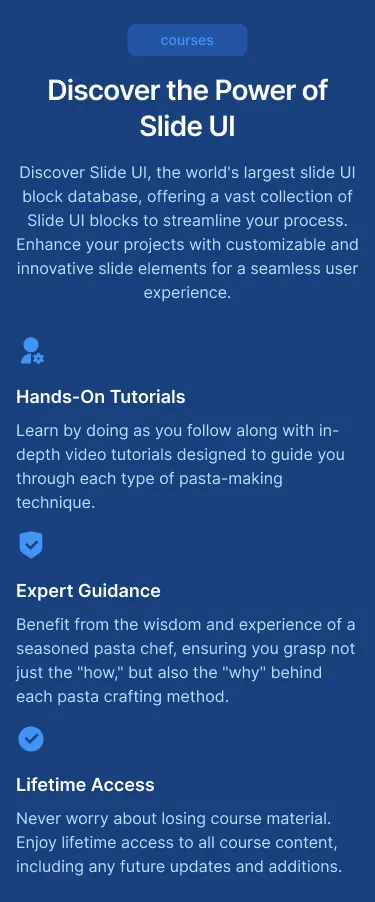 courses
Discover the Power of
Slide UI
Discover Slide UI, the world's largest slide UI
block database, offering a vast collection of
Slide UI blocks to streamline your process.
Enhance your projects with customizable and
innovative slide elements for a seamless user
experience.
Hands-On Tutorials
Learn by doing as you follow along with in-
depth video tutorials designed to guide you
through each type of pasta-making
technique.
Expert Guidance
Benefit from the wisdom and experience of a
seasoned pasta chef, ensuring you grasp not
just the "how," but also the "why" behind
each pasta crafting method.
Lifetime Access
Never worry about losing course material.
Enjoy lifetime access to all course content,
including any future updates and additions.